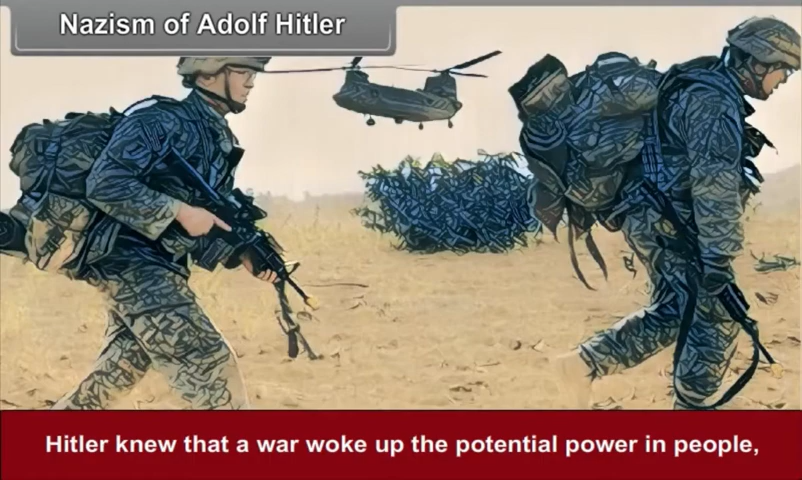 Nazism of Adolf Hitler
Hitler knew that a war woke up the potential power in people,